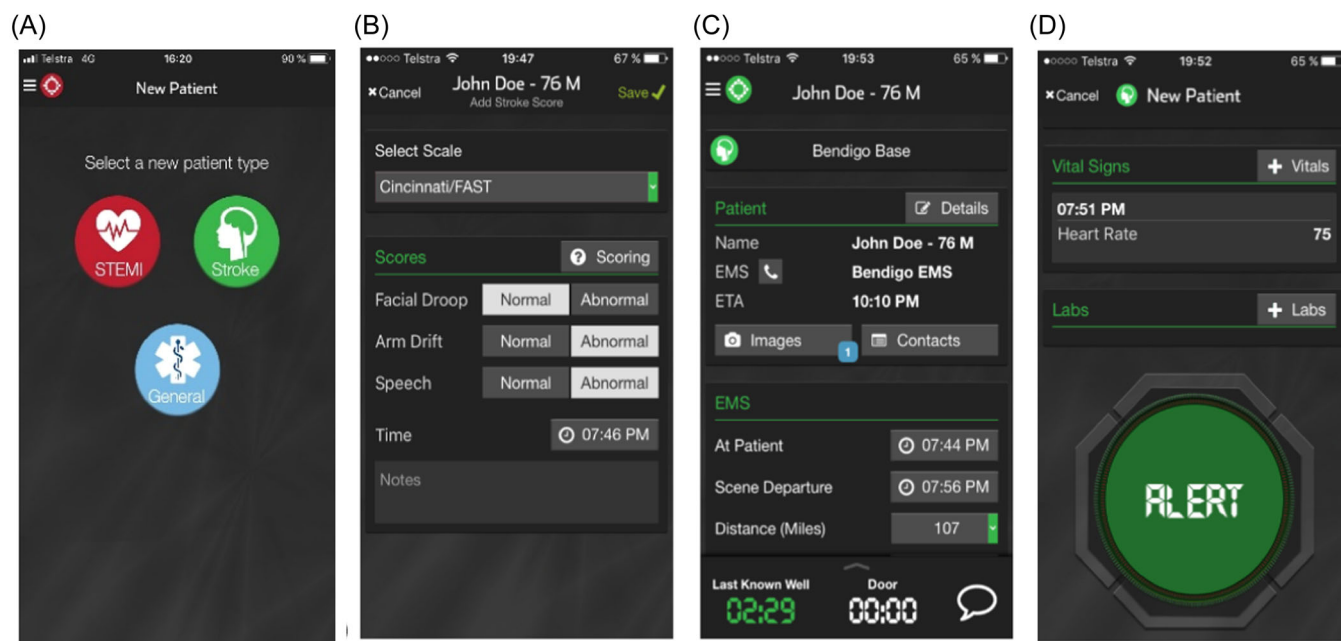 (A)
Telstra 4G 16:20 90 %
New Patient
Select a new patient type
STEMI
Stroke
General
(B)
Telstra 19:47 67 %
Cancel John Doe - 76 M Save
Add Stroke Score
Select Scale
Cincinnati/FAST
Scores ? Scoring
Facial Droop Normal Abnormal
Arm Drift Normal Abnormal
Speech Normal Abnormal
Time 07:46 PM
Notes
(C)
Telstra 19:53 65 %
John Doe - 76 M
Bendigo Base
Patient Details
Name John Doe - 76 M
EMS Bendigo EMS
ETA 10:10 PM
Images 1 Contacts
EMS
At Patient 07:44 PM
Scene Departure 07:56 PM
Distance (Miles) 107
Last Known Well Door
02:29 00:00
(D)
Telstra 19:52 65 %
Cancel New Patient
Vital Signs + Vitals
07:51 PM
Heart Rate 75
Labs + Labs
ALERT